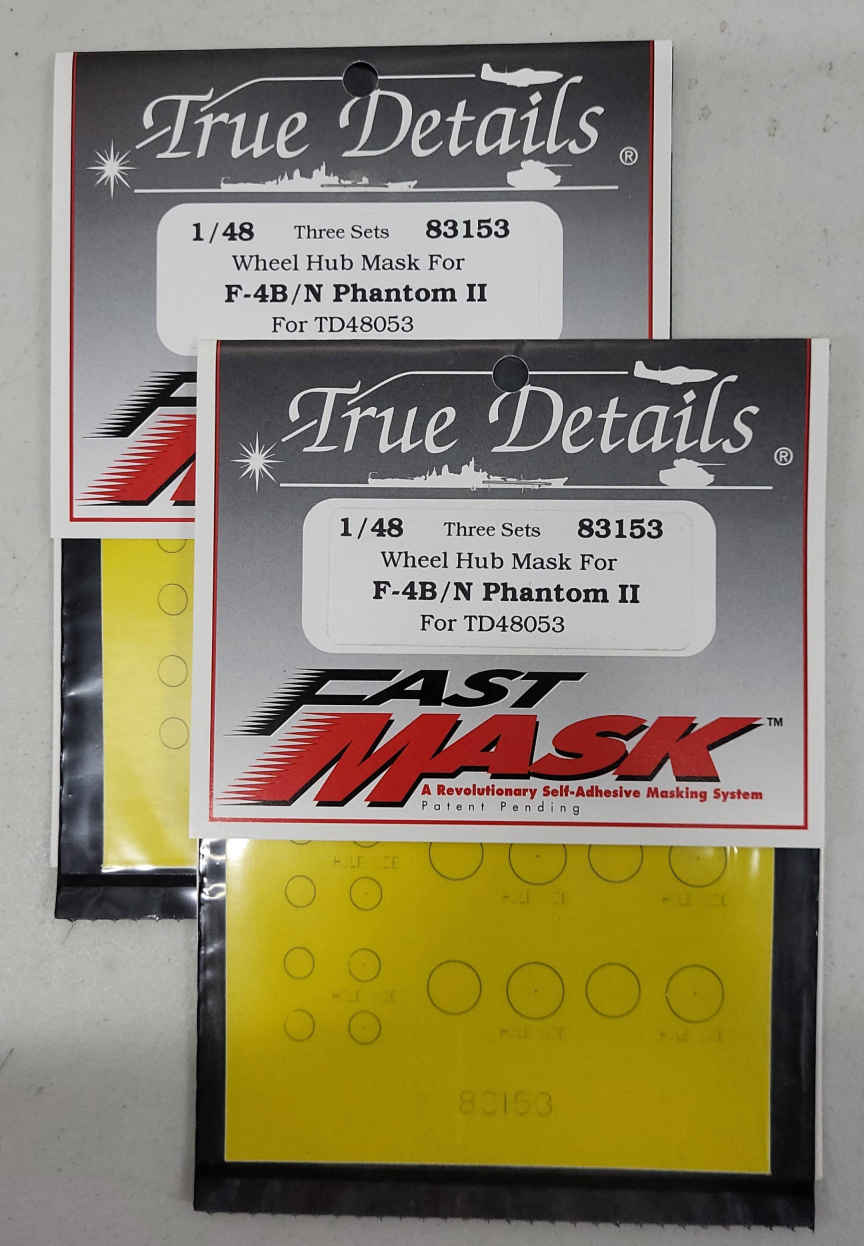 True Details ®
1/48 Three Sets 83153
Wheel Hub Mask For
F-4B/N Phantom II
For TD48053
True Details ®
1/48 Three Sets 83153
Wheel Hub Mask For
F-4B/N Phantom II
For TD48053
FAST
MASK ™
A Revolutionary Self-Adhesive Masking System
Patent Pending
83153